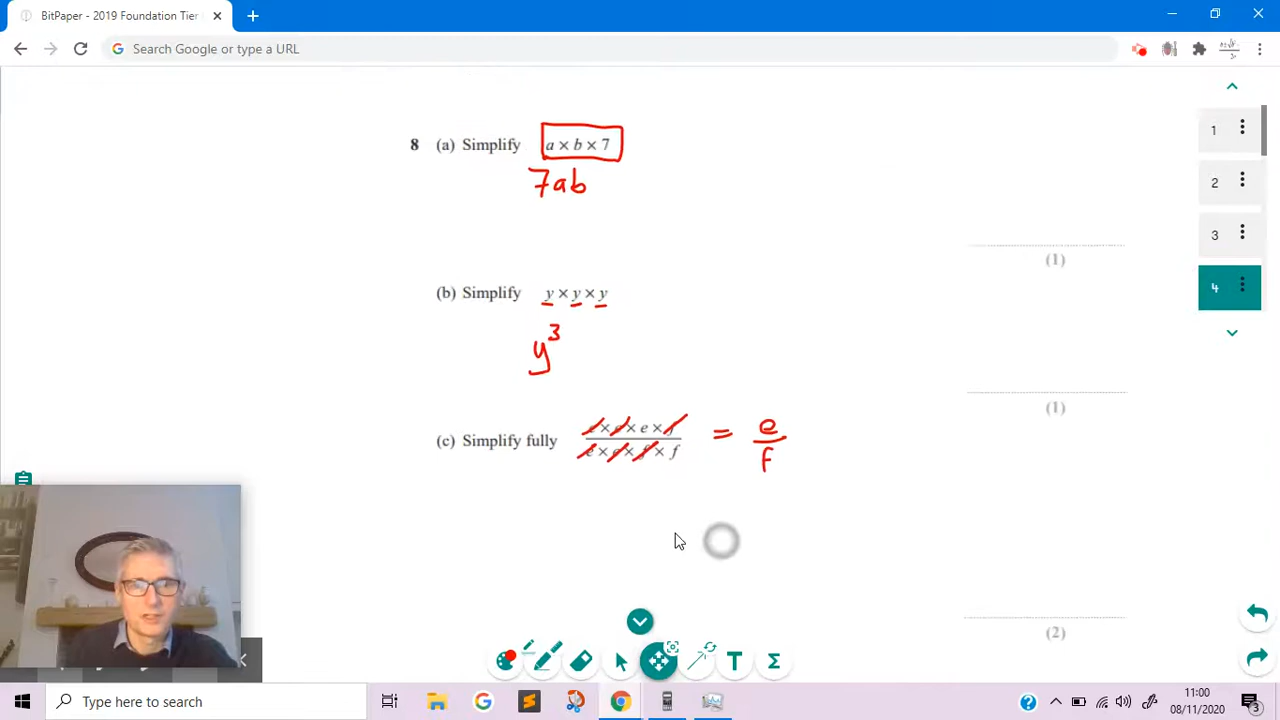 BitPaper - 2019 Foundation Tier
Search Google or type a URL
8 (a) Simplify a × b × 7
7ab
(1)
(b) Simplify y × y × y
y³
(1)
(c) Simplify fully e × e × e × f / e × e × f × f = e / f
(2)
1
2
3
4
T
Σ
Type here to search
11:00
08/11/2020
3